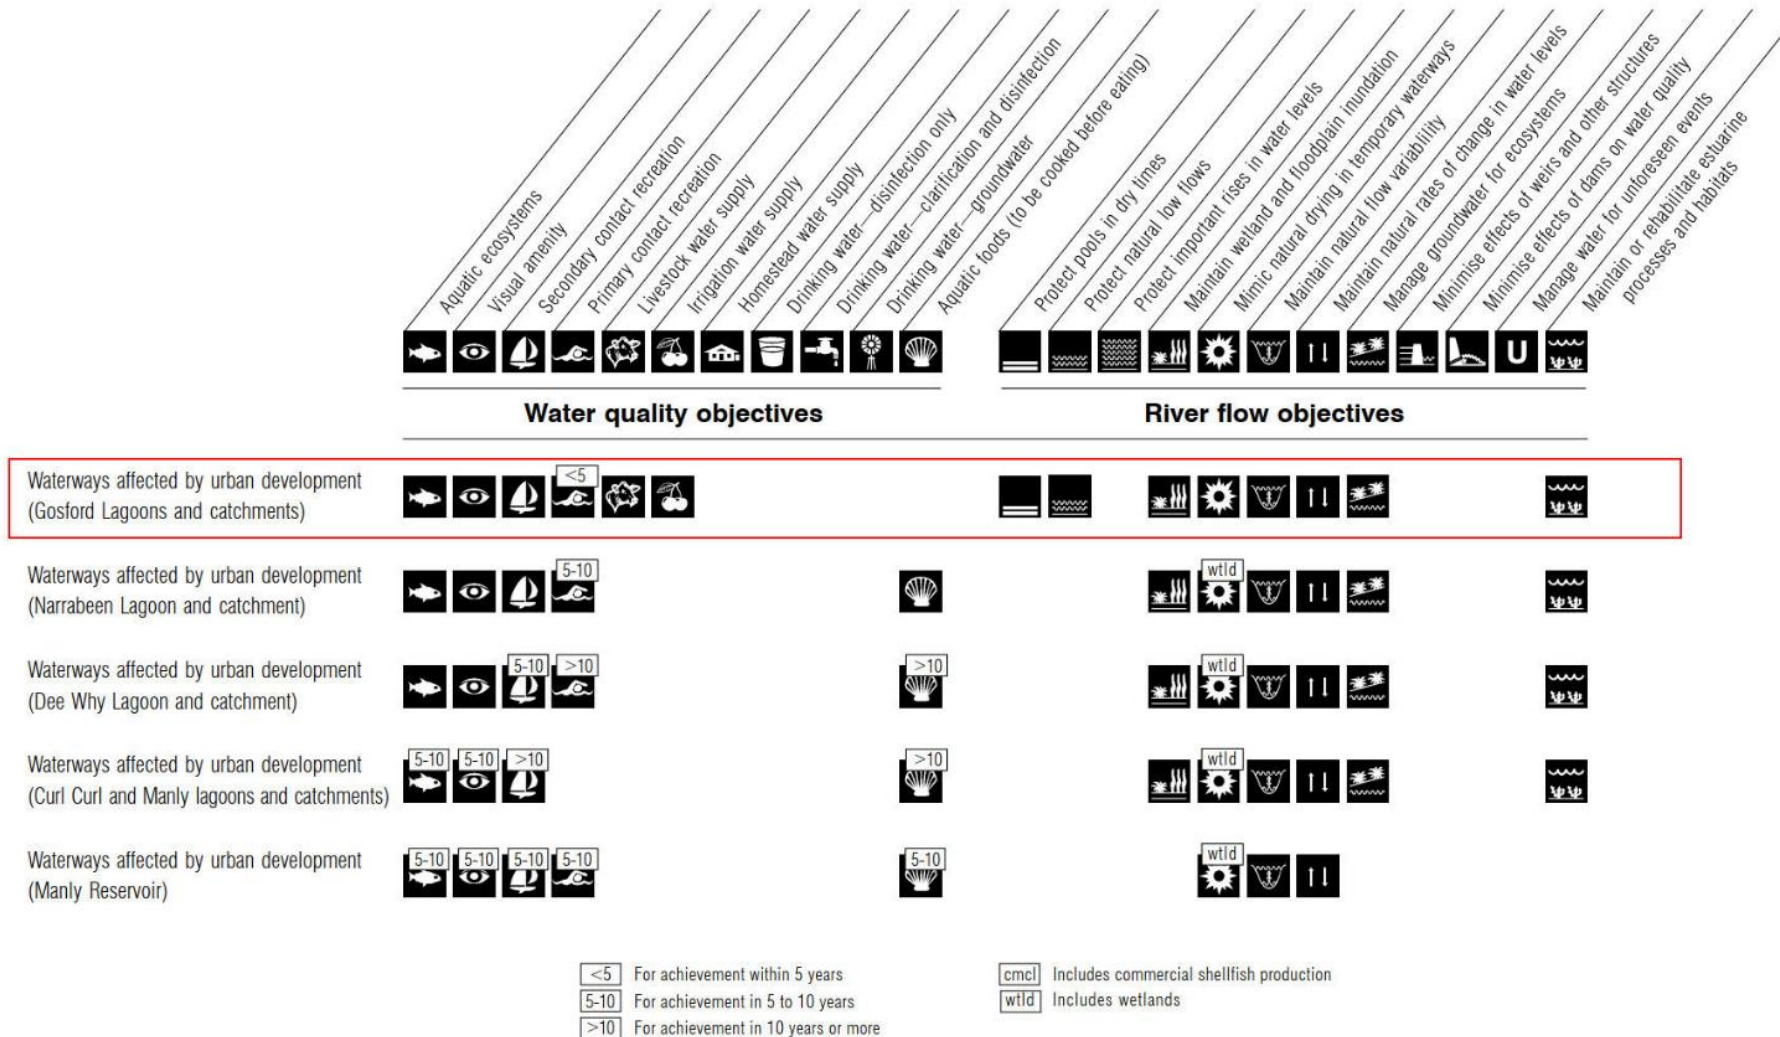 Aquatic ecosystems
Visual amenity
Secondary contact recreation
Primary contact recreation
Livestock water supply
Irrigation water supply
Homestead water supply
Drinking water—disinfection only
Drinking water—clarification and disinfection
Drinking water—groundwater
Aquatic foods (to be cooked before eating)
Protect pools in dry times
Protect natural low flows
Protect important rises in water levels
Maintain wetland and floodplain inundation
Mimic natural drying in temporary waterways
Maintain natural flow variability
Maintain natural rates of change in water levels
Manage groundwater for ecosystems
Minimise effects of weirs and other structures
Minimise effects of dams on water quality
Manage water for unforeseen events
Maintain or rehabilitate estuarine
processes and habitats
U
Water quality objectives
River flow objectives
Waterways affected by urban development
(Gosford Lagoons and catchments)
<5
Waterways affected by urban development
(Narrabeen Lagoon and catchment)
5-10
wtld
Waterways affected by urban development
(Dee Why Lagoon and catchment)
5-10 >10
>10
wtld
Waterways affected by urban development
(Curl Curl and Manly lagoons and catchments)
5-10 5-10 >10
>10
wtld
Waterways affected by urban development
(Manly Reservoir)
5-10 5-10 5-10 5-10
5-10
wtld
<5 For achievement within 5 years
5-10 For achievement in 5 to 10 years
>10 For achievement in 10 years or more
cmcl Includes commercial shellfish production
wtld Includes wetlands